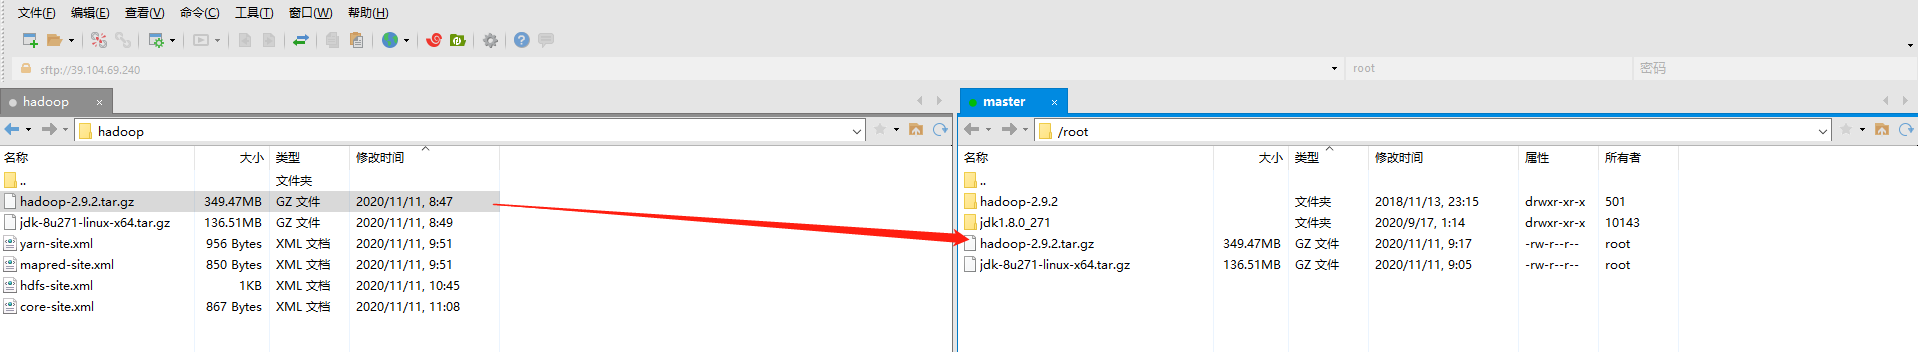 文件(F) 编辑(E) 查看(V) 命令(C) 工具(T) 窗口(W) 帮助(H)
sftp://39.104.69.240 root 密码
hadoop ×
hadoop
名称 大小 类型 修改时间
.. 文件夹
hadoop-2.9.2.tar.gz 349.47MB GZ 文件 2020/11/11, 8:47
jdk-8u271-linux-x64.tar.gz 136.51MB GZ 文件 2020/11/11, 8:49
yarn-site.xml 956 Bytes XML 文档 2020/11/11, 9:51
mapred-site.xml 850 Bytes XML 文档 2020/11/11, 9:51
hdfs-site.xml 1KB XML 文档 2020/11/11, 10:45
core-site.xml 867 Bytes XML 文档 2020/11/11, 11:08
master ×
/root
名称 大小 类型 修改时间 属性 所有者
..
hadoop-2.9.2 文件夹 2018/11/13, 23:15 drwxr-xr-x 501
jdk1.8.0_271 文件夹 2020/9/17, 1:14 drwxr-xr-x 10143
hadoop-2.9.2.tar.gz 349.47MB GZ 文件 2020/11/11, 9:17 -rw-r--r-- root
jdk-8u271-linux-x64.tar.gz 136.51MB GZ 文件 2020/11/11, 9:05 -rw-r--r-- root